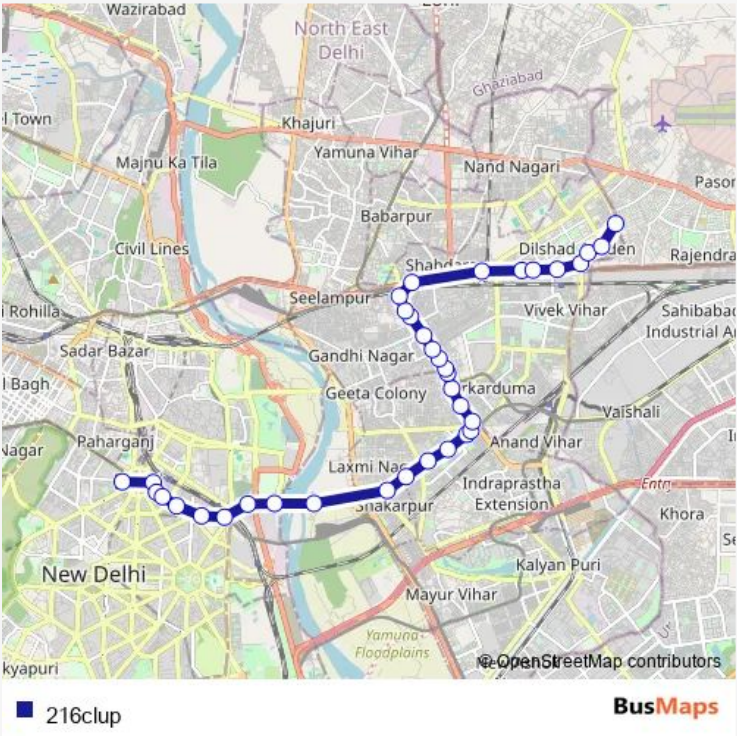 Wazirabad
North East
Delhi
Ghaziabad
l Town
Khajuri
Majnu Ka Tila
Yamuna Vihar
Nand Nagari
Pasor
Babarpur
Civil Lines
Dilshad
den
Rajendra
Shahdara
Seelampur
i Rohilla
Vivek Vihar
Sahibabad
Industrial A
Sadar Bazar
Gandhi Nagar
l Bagh
Geeta Colony
rkarduma
Vaishali
Nagar
Paharganj
Anand Vihar
Laxmi Na
Indraprastha
Extension
Shakarpur
Khora
New Delhi
Kalyan Puri
Mayur Vihar
Yamuna
Floodplains
kyapuri
© OpenStreetMap contributors
216clup
BusMaps